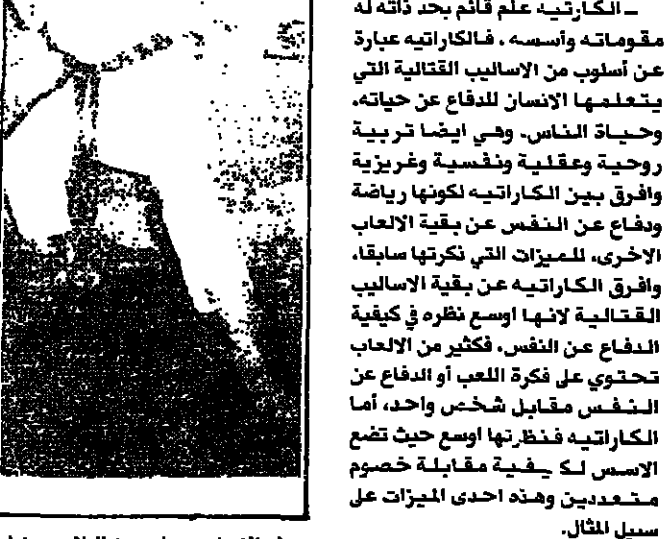 ـ الكارتيه علم قائم بحد ذاته له
مقوماته وأسسه . فالكاراتيه عبارة
عن أسلوب من الاساليب القتالية التي
يتعلمها الانسان للدفاع عن حياته،
وحياة الناس. وهي ايضا تربية
روحية وعقلية ونفسية وغريزية
وافرق بين الكاراتيه لكونها رياضة
ودفاع عن النفس عن بقية الالعاب
الاخرى، للميزات التي ذكرتها سابقا،
وافرق الكاراتيه عن بقية الاساليب
القتالية لانها اوسع نظره في كيفية
الدفاع عن النفس، فكثير من الالعاب
تحتوي على فكرة اللعب أو الدفاع عن
النفس مقابل شخص واحد، أما
الكاراتيه فنظرتها اوسع حيث تضع
الاسس لكيفية مقابلة خصوم
متعددين وهذه احدى الميزات على
سبيل المثال.